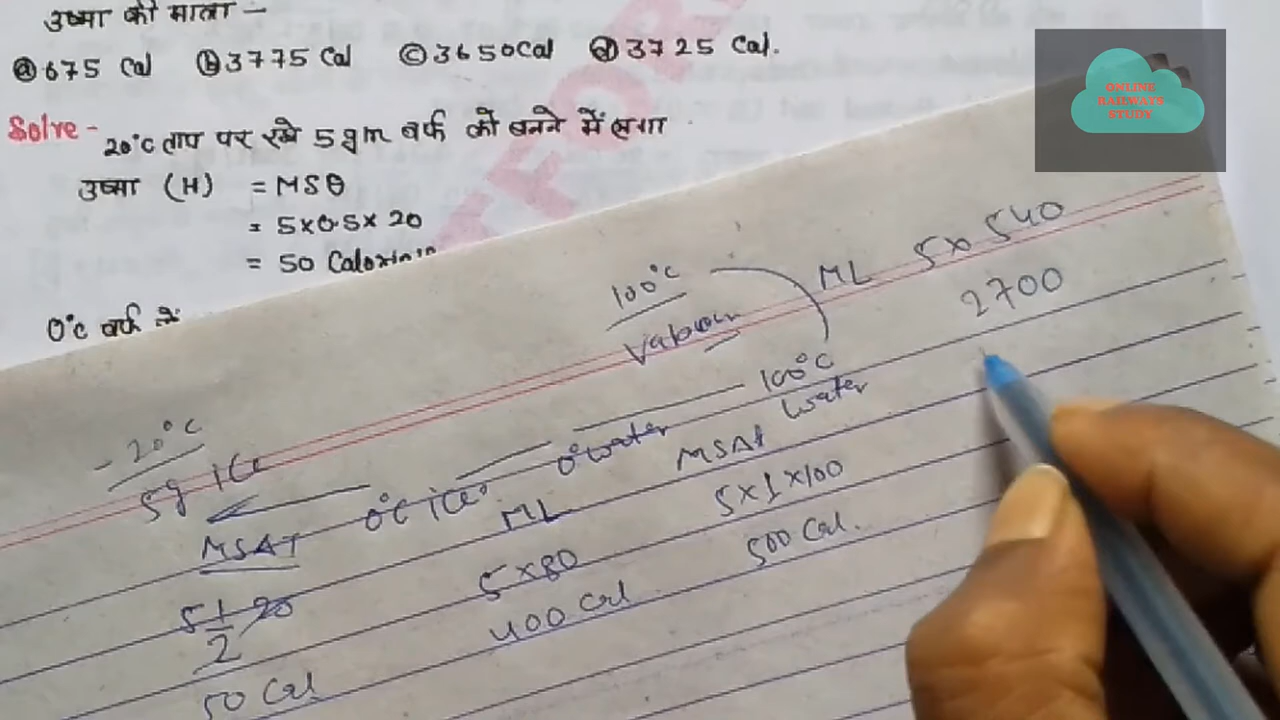 उष्मा की मात्रा —
ⓐ 675 Cal ⓑ 3775 Cal ⓒ 3650 Cal ⓓ 3725 Cal.
Solve - 20°C ताप पर रखे 5 gm बर्फ को बनने में लगा
उष्मा (H) = MSθ
= 5×0.5×20
= 50
0°C बर्फ
ONLINE
RAILWAYS
STUDY
100°C
ML 5×540
2700
100°C
water
-20°C
5g ice
0°C ice
0° water
MSΔT
ML
MSΔT
5 1/2 20
5×80
5×1×100
50 Cal
400 Cal
500 Cal.